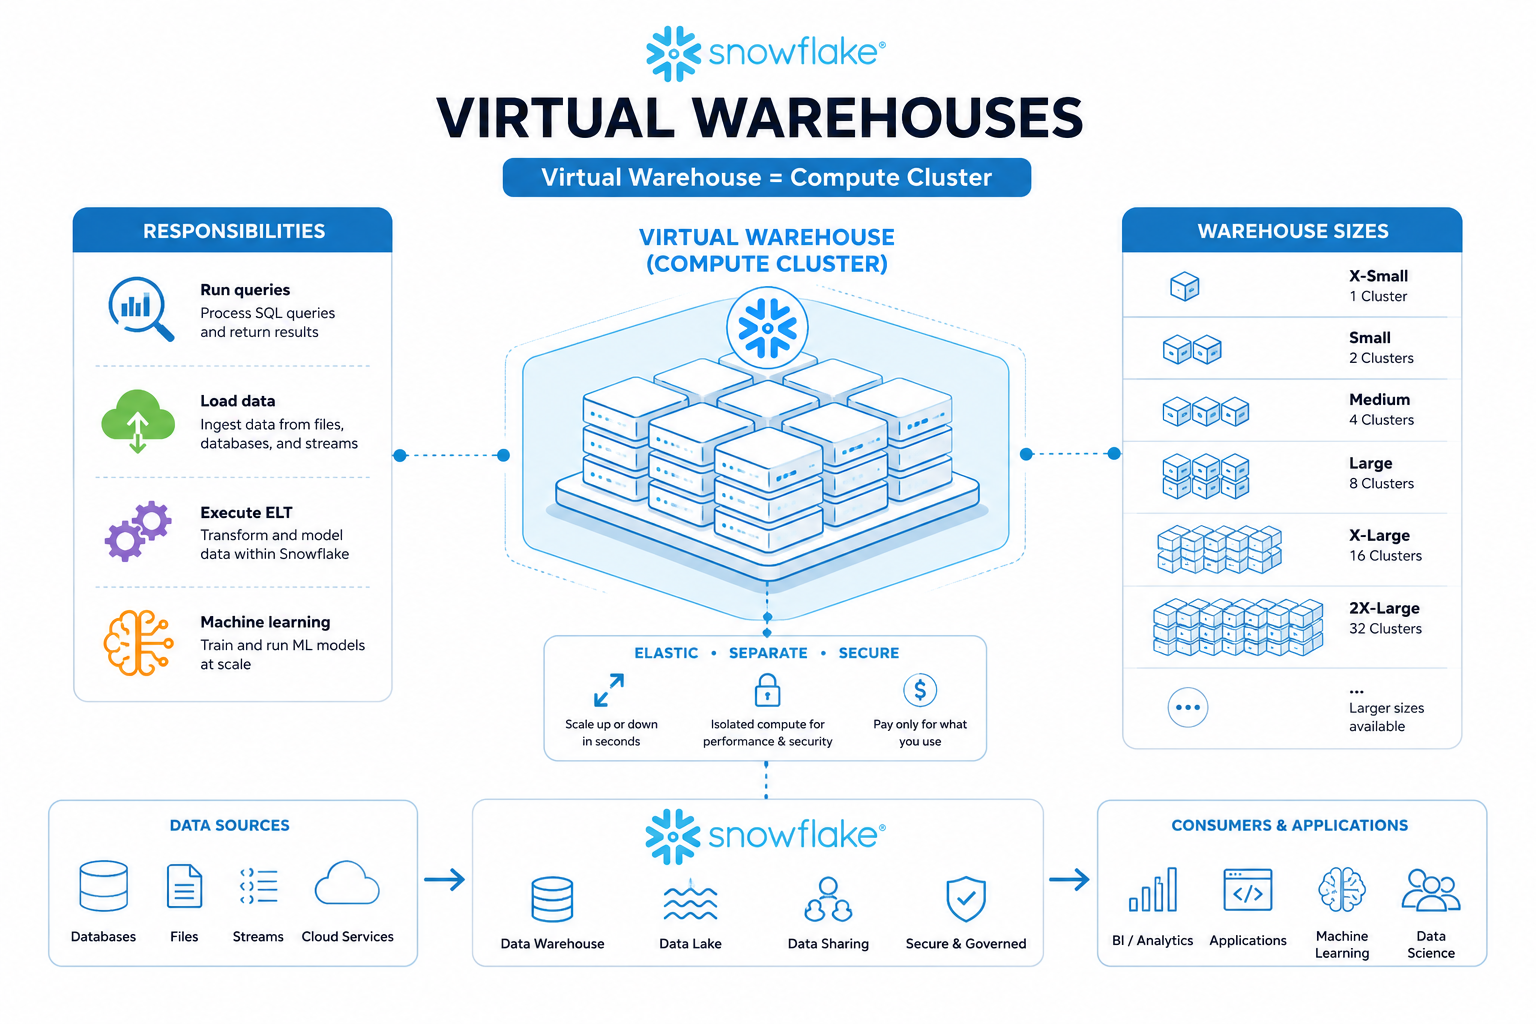 snowflake®
VIRTUAL WAREHOUSES
Virtual Warehouse = Compute Cluster
RESPONSIBILITIES
Run queries
Process SQL queries
and return results
Load data
Ingest data from files,
databases, and streams
Execute ELT
Transform and model
data within Snowflake
Machine learning
Train and run ML models
at scale
VIRTUAL WAREHOUSE
(COMPUTE CLUSTER)
WAREHOUSE SIZES
X-Small
1 Cluster
Small
2 Clusters
Medium
4 Clusters
Large
8 Clusters
X-Large
16 Clusters
2X-Large
32 Clusters
...
Larger sizes
available
ELASTIC • SEPARATE • SECURE
Scale up or down
in seconds
Isolated compute for
performance & security
$
Pay only for what
you use
DATA SOURCES
Databases
Files
Streams
Cloud Services
snowflake®
Data Warehouse
Data Lake
Data Sharing
Secure & Governed
CONSUMERS & APPLICATIONS
BI / Analytics
</>
Applications
Machine
Learning
Data
Science